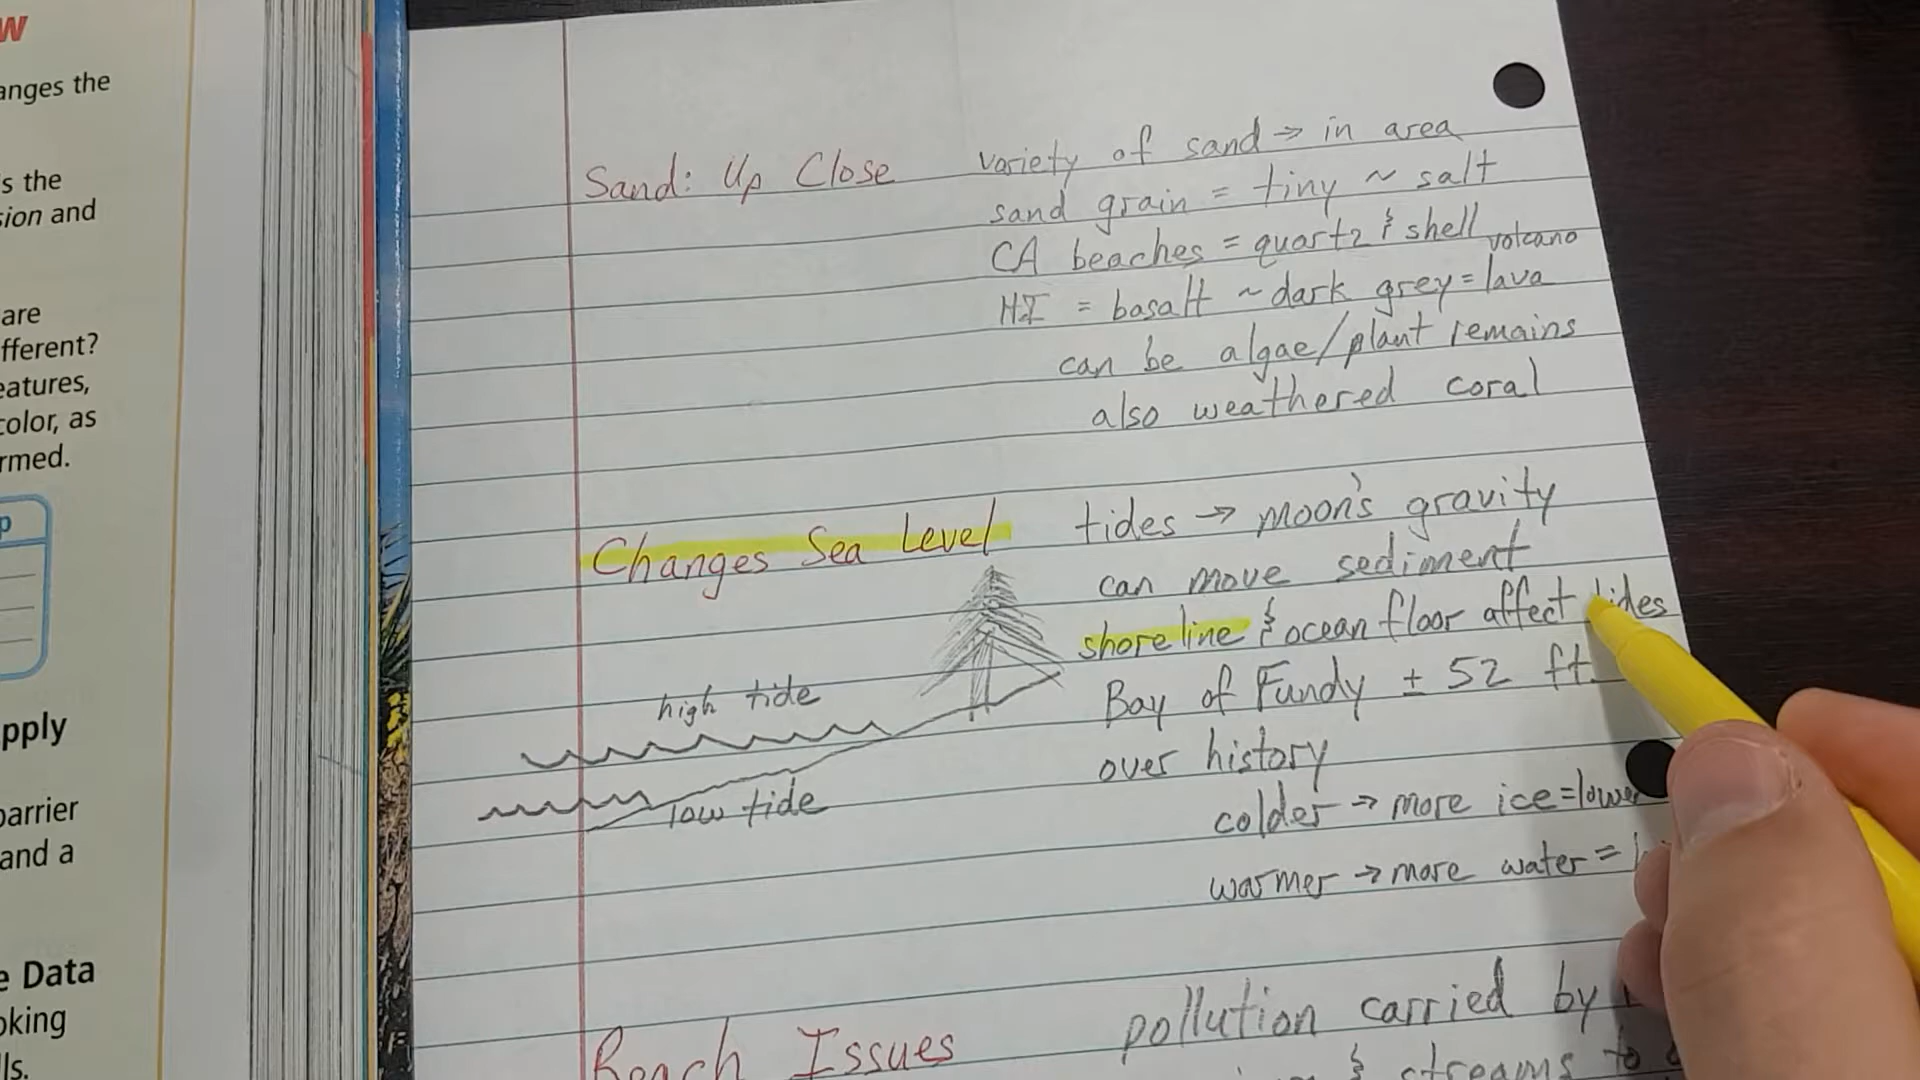 w
anges the
s the
sion and
are
fferent?
eatures,
color, as
rmed.
p
pply
barrier
and a
e Data
oking
lls.
Sand: Up Close
variety of sand → in area
sand grain = tiny ~ salt
CA beaches = quartz & shell
volcano
HI = basalt ~ dark grey = lava
can be algae/plant remains
also weathered coral
Changes Sea Level
tides → moon's gravity
can move sediment
shoreline & ocean floor affect tides
Bay of Fundy ± 52 ft
over history
colder → more ice = lower
warmer → more water =
high tide
low tide
Beach Issues
pollution carried by
& streams to